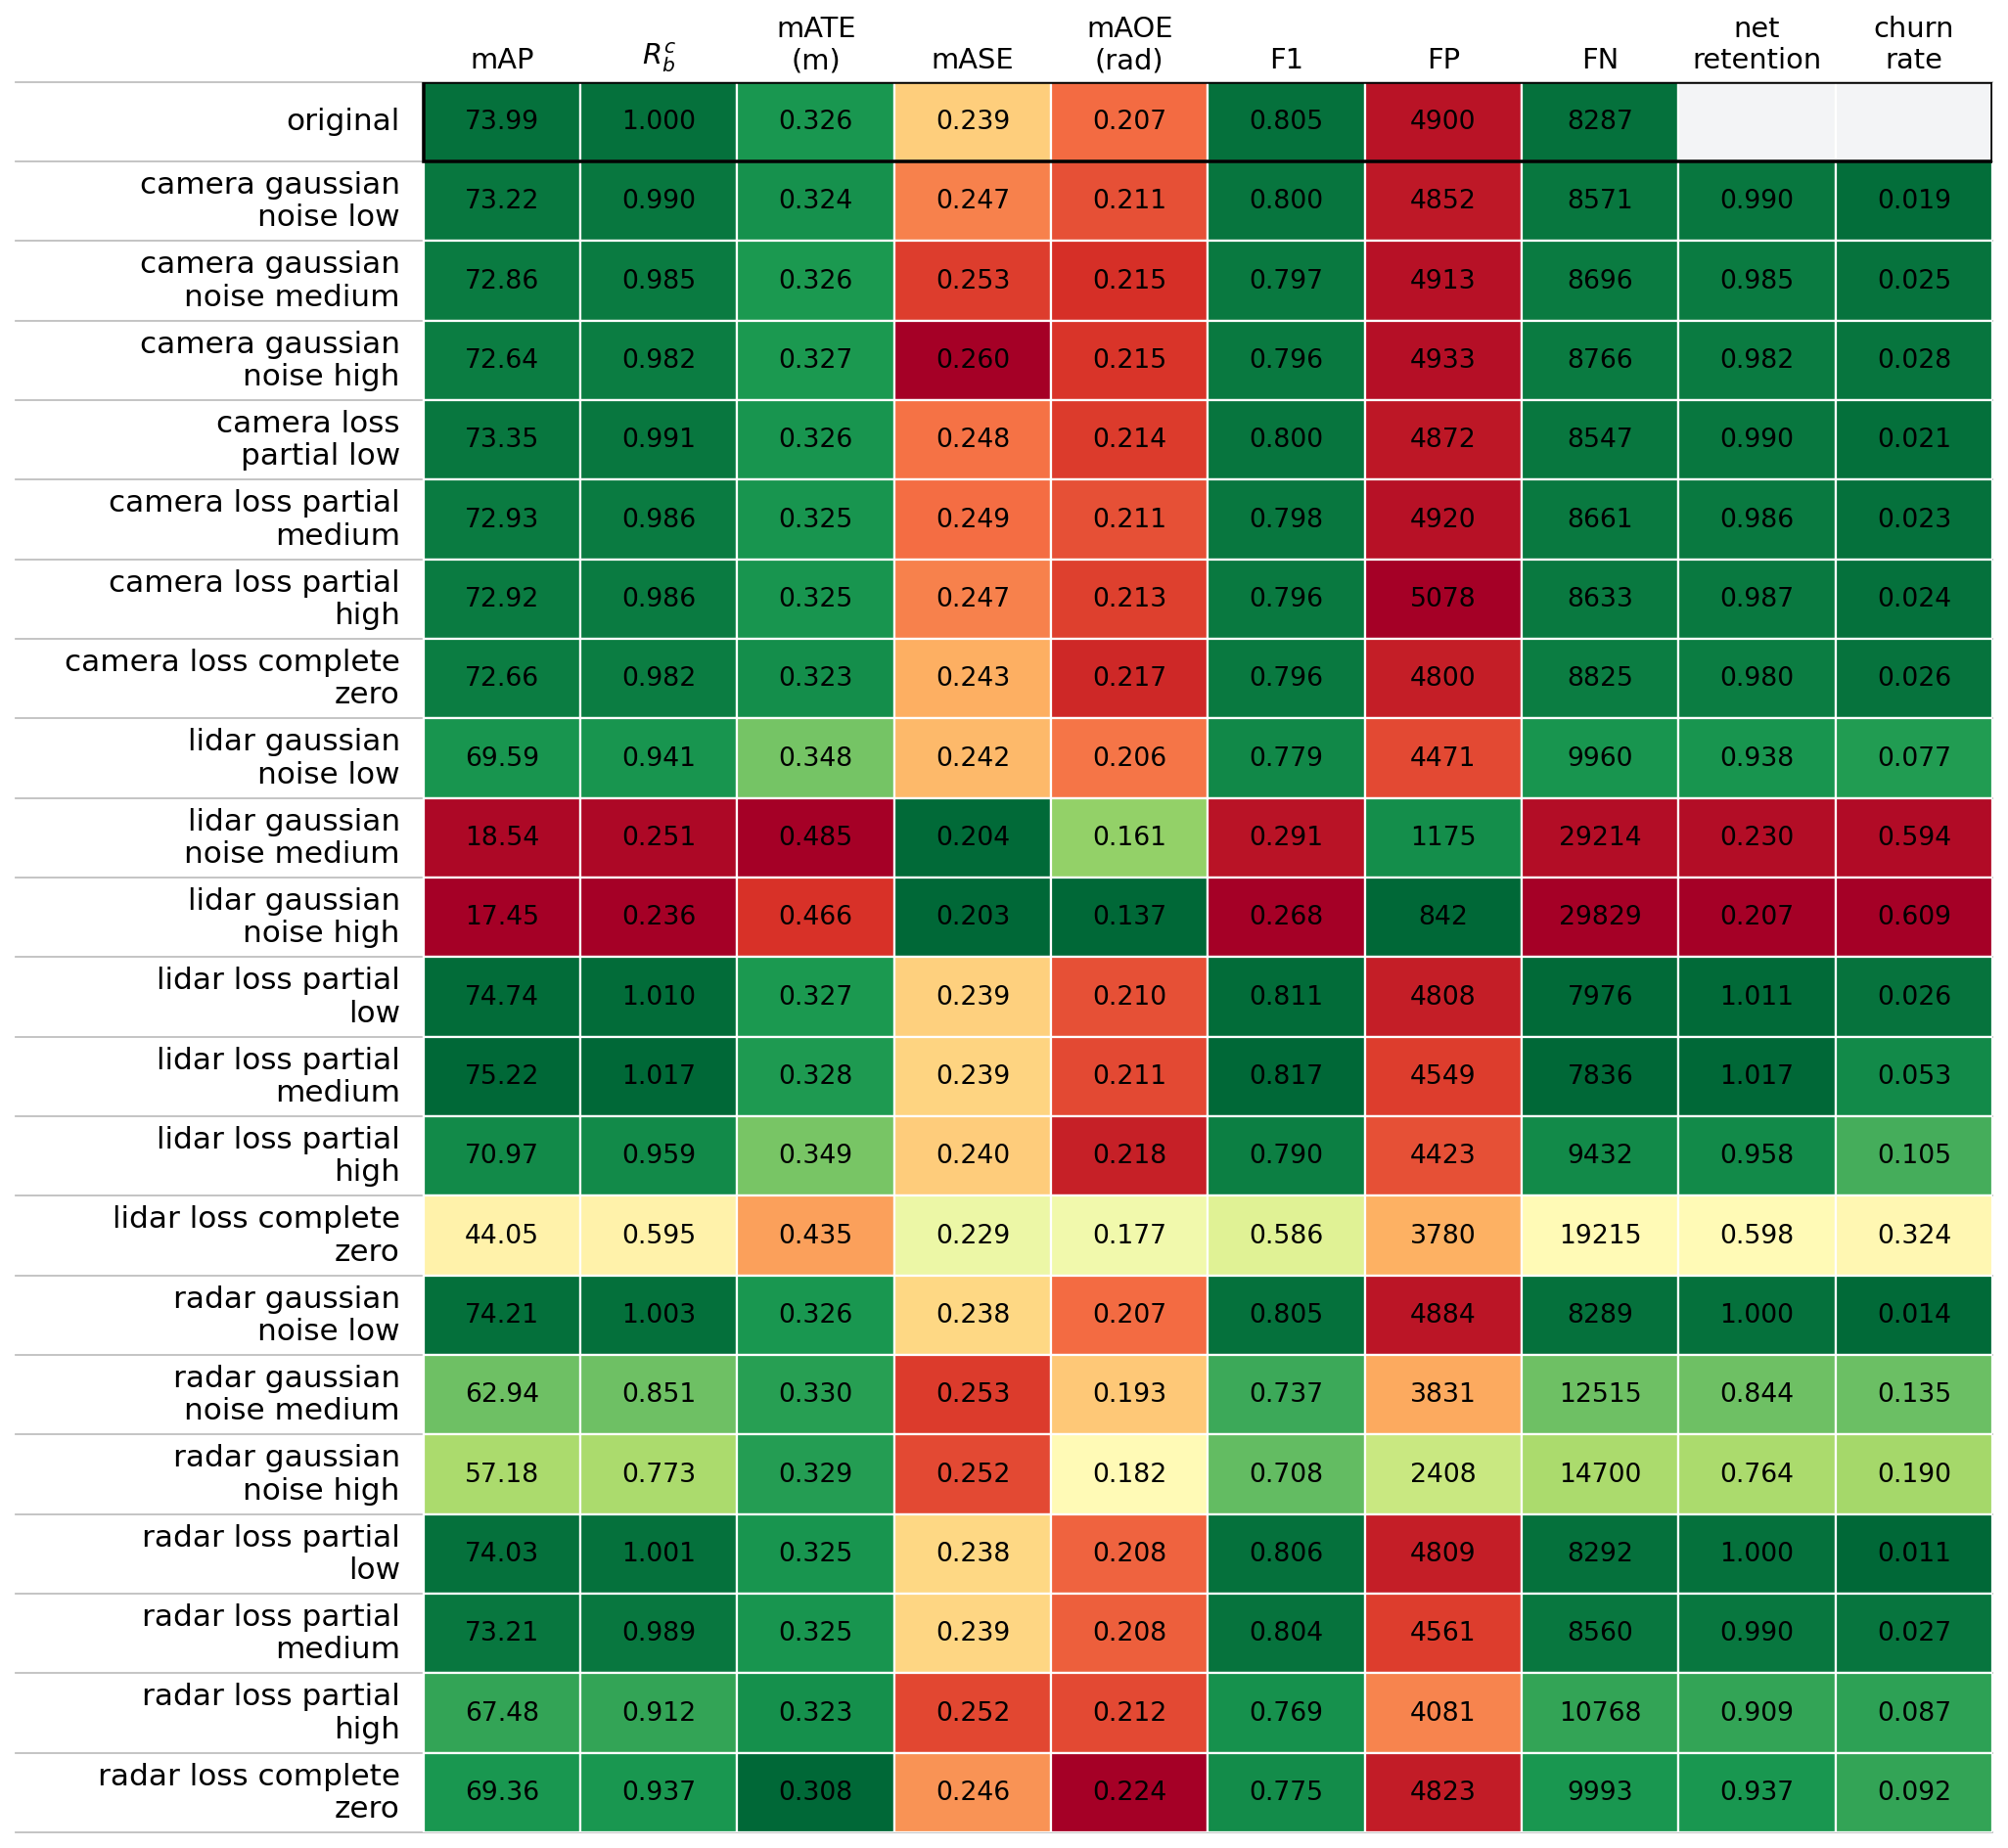 mAP R_b^c mATE (m) mASE mAOE (rad) F1 FP FN net retention churn rate
original 73.99 1.000 0.326 0.239 0.207 0.805 4900 8287
camera gaussian noise low 73.22 0.990 0.324 0.247 0.211 0.800 4852 8571 0.990 0.019
camera gaussian noise medium 72.86 0.985 0.326 0.253 0.215 0.797 4913 8696 0.985 0.025
camera gaussian noise high 72.64 0.982 0.327 0.260 0.215 0.796 4933 8766 0.982 0.028
camera loss partial low 73.35 0.991 0.326 0.248 0.214 0.800 4872 8547 0.990 0.021
camera loss partial medium 72.93 0.986 0.325 0.249 0.211 0.798 4920 8661 0.986 0.023
camera loss partial high 72.92 0.986 0.325 0.247 0.213 0.796 5078 8633 0.987 0.024
camera loss complete zero 72.66 0.982 0.323 0.243 0.217 0.796 4800 8825 0.980 0.026
lidar gaussian noise low 69.59 0.941 0.348 0.242 0.206 0.779 4471 9960 0.938 0.077
lidar gaussian noise medium 18.54 0.251 0.485 0.204 0.161 0.291 1175 29214 0.230 0.594
lidar gaussian noise high 17.45 0.236 0.466 0.203 0.137 0.268 842 29829 0.207 0.609
lidar loss partial low 74.74 1.010 0.327 0.239 0.210 0.811 4808 7976 1.011 0.026
lidar loss partial medium 75.22 1.017 0.328 0.239 0.211 0.817 4549 7836 1.017 0.053
lidar loss partial high 70.97 0.959 0.349 0.240 0.218 0.790 4423 9432 0.958 0.105
lidar loss complete zero 44.05 0.595 0.435 0.229 0.177 0.586 3780 19215 0.598 0.324
radar gaussian noise low 74.21 1.003 0.326 0.238 0.207 0.805 4884 8289 1.000 0.014
radar gaussian noise medium 62.94 0.851 0.330 0.253 0.193 0.737 3831 12515 0.844 0.135
radar gaussian noise high 57.18 0.773 0.329 0.252 0.182 0.708 2408 14700 0.764 0.190
radar loss partial low 74.03 1.001 0.325 0.238 0.208 0.806 4809 8292 1.000 0.011
radar loss partial medium 73.21 0.989 0.325 0.239 0.208 0.804 4561 8560 0.990 0.027
radar loss partial high 67.48 0.912 0.323 0.252 0.212 0.769 4081 10768 0.909 0.087
radar loss complete zero 69.36 0.937 0.308 0.246 0.224 0.775 4823 9993 0.937 0.092